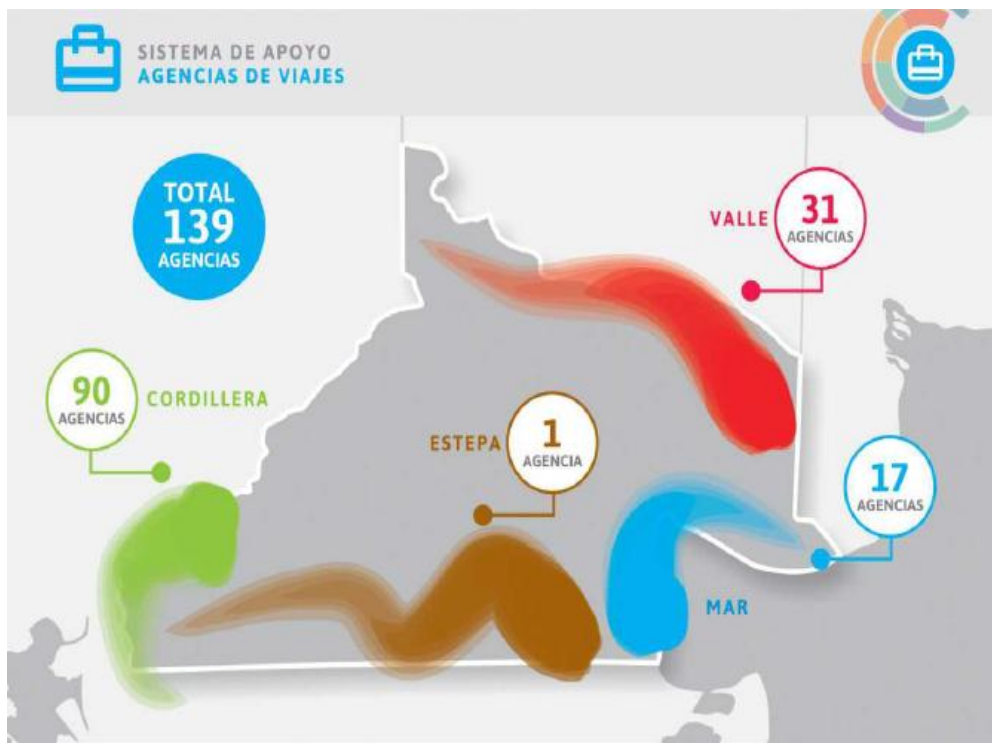 SISTEMA DE APOYO
AGENCIAS DE VIAJES
TOTAL
139
AGENCIAS
VALLE
31
AGENCIAS
90
AGENCIAS
CORDILLERA
ESTEPA
1
AGENCIA
17
AGENCIAS
MAR